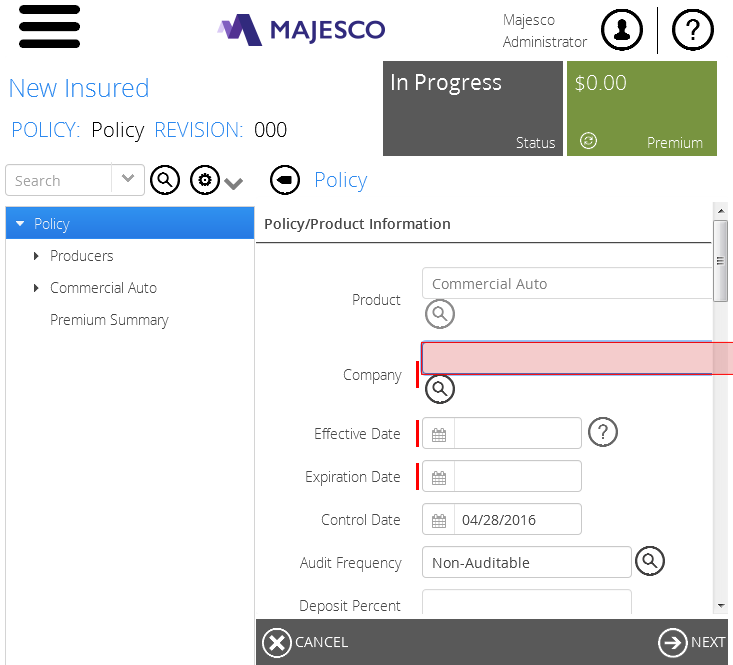 MAJESCO
Majesco
Administrator
?
New Insured
POLICY: Policy REVISION: 000
In Progress
Status
$0.00
Premium
Search
Policy
Policy
Producers
Commercial Auto
Premium Summary
Policy/Product Information
Product
Commercial Auto
Company
Effective Date
?
Expiration Date
Control Date
04/28/2016
Audit Frequency
Non-Auditable
Deposit Percent
CANCEL
NEXT